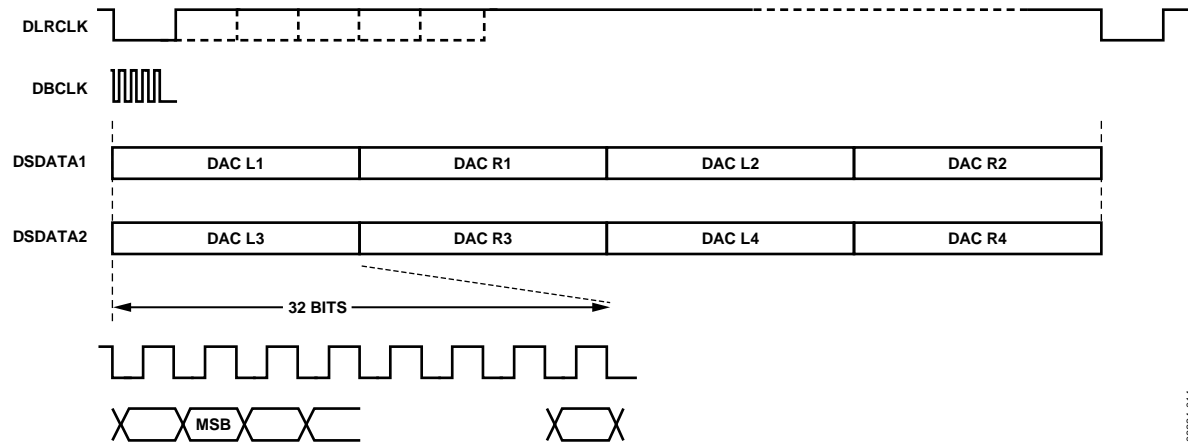 DLRCLK
DBCLK
DSDATA1 DAC L1 DAC R1 DAC L2 DAC R2
DSDATA2 DAC L3 DAC R3 DAC L4 DAC R4
32 BITS
MSB